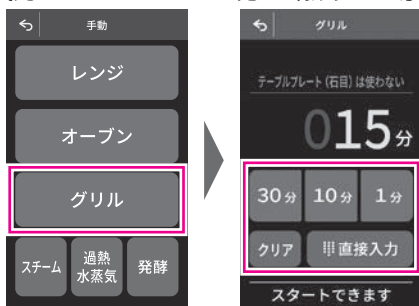 手動
レンジ
オーブン
グリル
スチーム
過熱
水蒸気
発酵
グリル
テーブルプレート(石目)は使わない
015分
30分 10分 1分
クリア 直接入力
スタートできます